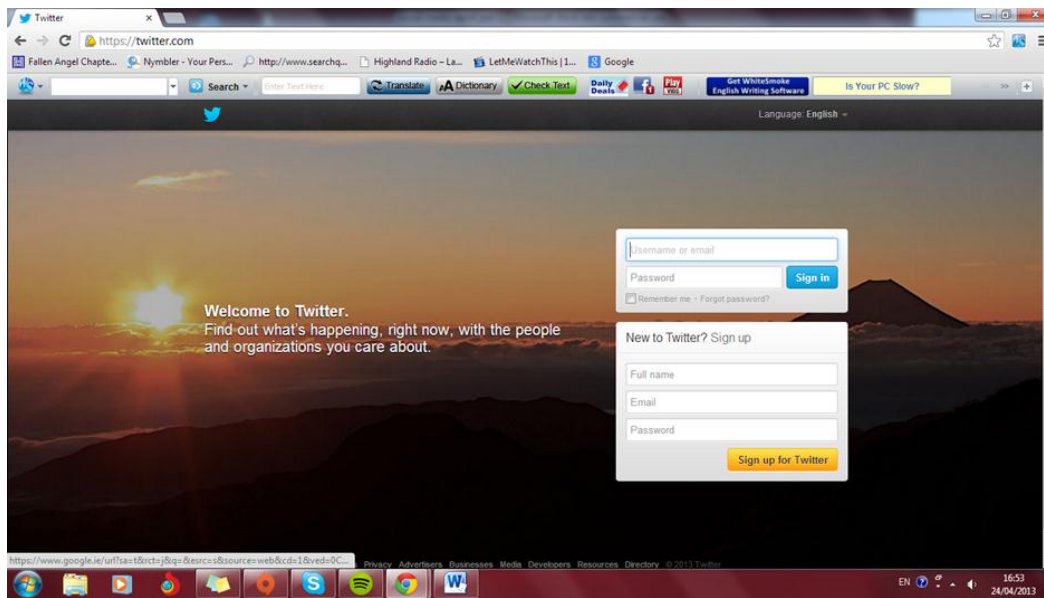 Twitter
https://twitter.com
Fallen Angel Chapte... Nymbler - Your Pers... http://www.searchq... Highland Radio – La... LetMeWatchThis | 1... Google
Search Enter Text Here Translate AA Dictionary Check Text Daily Deals Play Get WhiteSmoke English Writing Software Is Your PC Slow?
Language: English
Username or email
Password Sign in
Remember me · Forgot password?
Welcome to Twitter.
Find out what's happening, right now, with the people
and organizations you care about.
New to Twitter? Sign up
Full name
Email
Password
Sign up for Twitter
https://www.google.ie/url?sa=t&rct=j&q=&esrc=s&source=web&cd=1&ved=0C... Privacy Advertisers Businesses Media Developers Resources Directory © 2013 Twitter
EN 16:53
24/04/2013